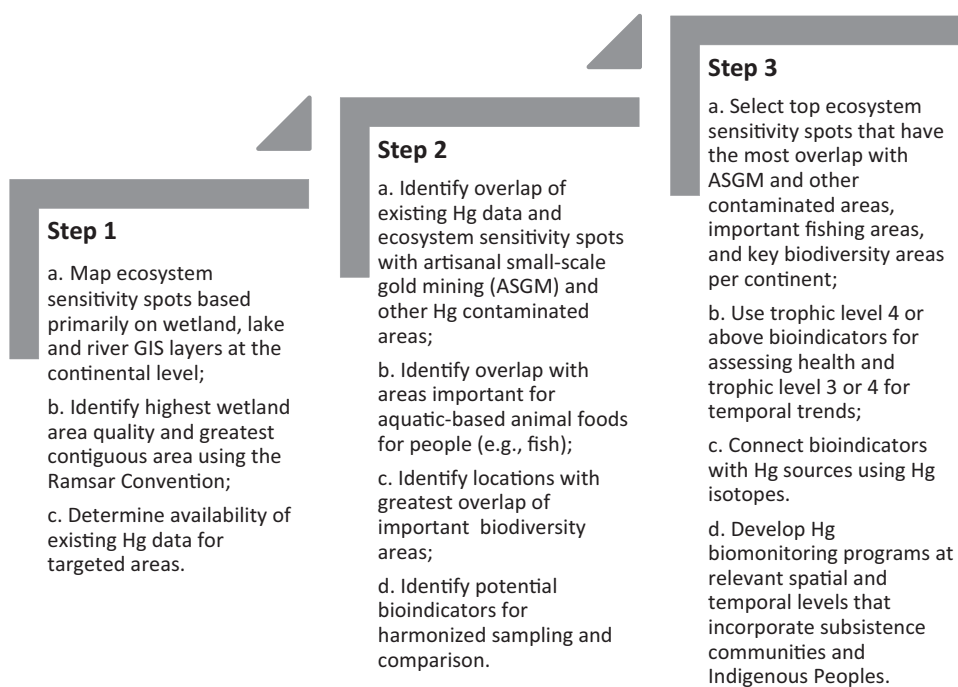 Step 1
a. Map ecosystem
sensitivity spots based
primarily on wetland, lake
and river GIS layers at the
continental level;
b. Identify highest wetland
area quality and greatest
contiguous area using the
Ramsar Convention;
c. Determine availability of
existing Hg data for
targeted areas.
Step 2
a. Identify overlap of
existing Hg data and
ecosystem sensitivity spots
with artisanal small-scale
gold mining (ASGM) and
other Hg contaminated
areas;
b. Identify overlap with
areas important for
aquatic-based animal foods
for people (e.g., fish);
c. Identify locations with
greatest overlap of
important biodiversity
areas;
d. Identify potential
bioindicators for
harmonized sampling and
comparison.
Step 3
a. Select top ecosystem
sensitivity spots that have
the most overlap with
ASGM and other
contaminated areas,
important fishing areas,
and key biodiversity areas
per continent;
b. Use trophic level 4 or
above bioindicators for
assessing health and
trophic level 3 or 4 for
temporal trends;
c. Connect bioindicators
with Hg sources using Hg
isotopes.
d. Develop Hg
biomonitoring programs at
relevant spatial and
temporal levels that
incorporate subsistence
communities and
Indigenous Peoples.